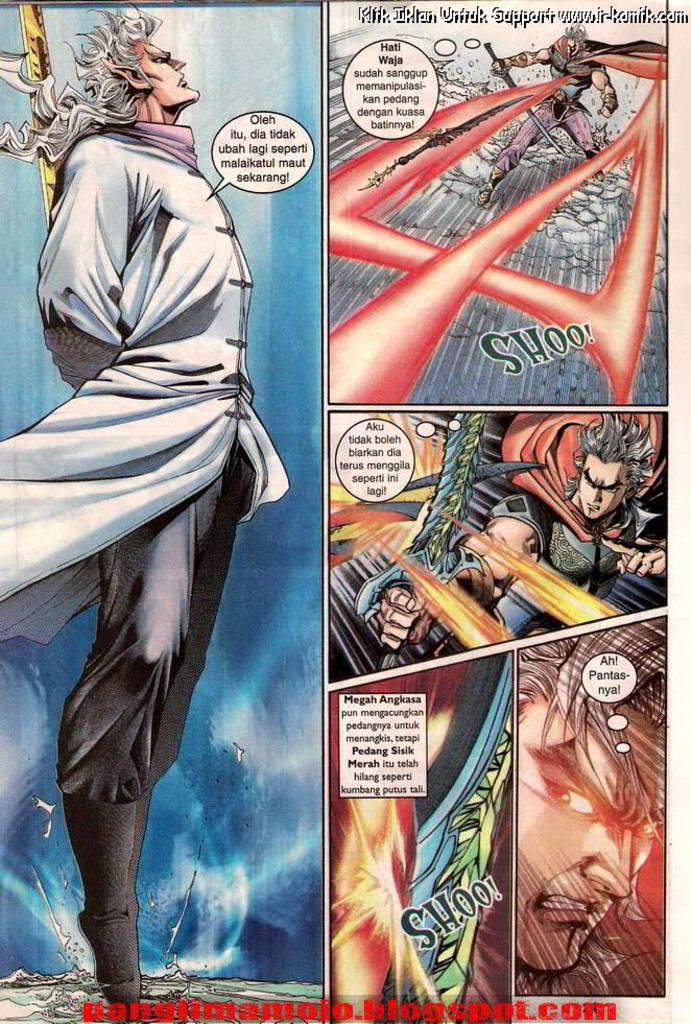 Klik Iklan Untuk Support www.ir-komik.com
Oleh
itu, dia tidak
ubah lagi seperti
malaikatul maut
sekarang!
Hati
Waja
sudah sanggup
memanipulasi-
kan pedang
dengan kuasa
batinnya!
SHOO!
Aku
tidak boleh
biarkan dia
terus menggila
seperti ini
lagi!
Megah Angkasa
pun mengacungkan
pedangnya untuk
menangkis, tetapi
Pedang Sisik
Merah itu telah
hilang seperti
kumbang putus tali.
SHOO!
Ah!
Pantas-
nya!
panglimamojo.blogspot.com